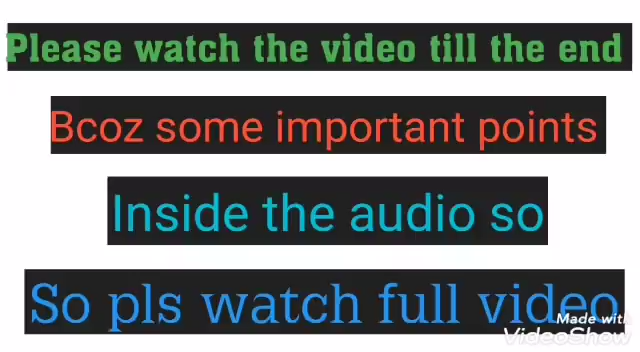 Please watch the video till the end
Bcoz some important points
Inside the audio so
So pls watch full video
Made with
VideoShow